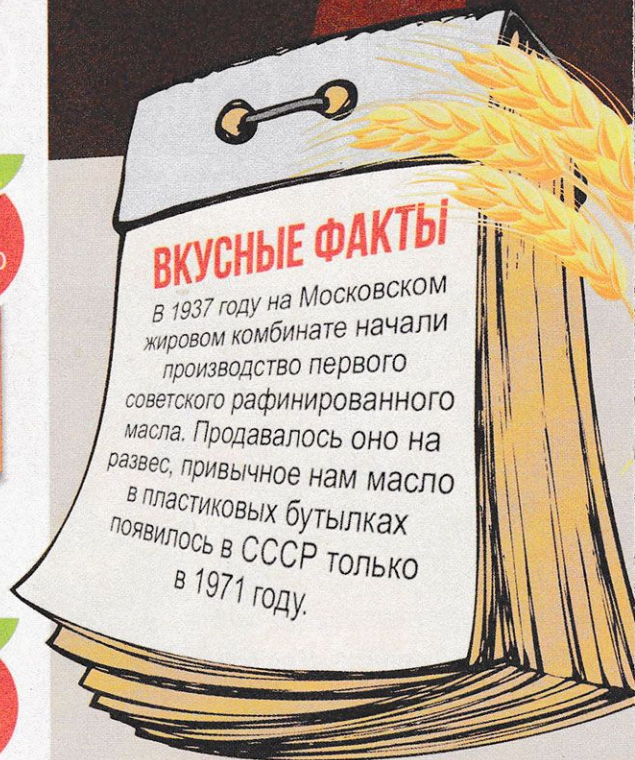 ВКУСНЫЕ ФАКТЫ
В 1937 году на Московском
жировом комбинате начали
производство первого
советского рафинированного
масла. Продавалось оно на
развес, привычное нам масло
в пластиковых бутылках
появилось в СССР только
в 1971 году.